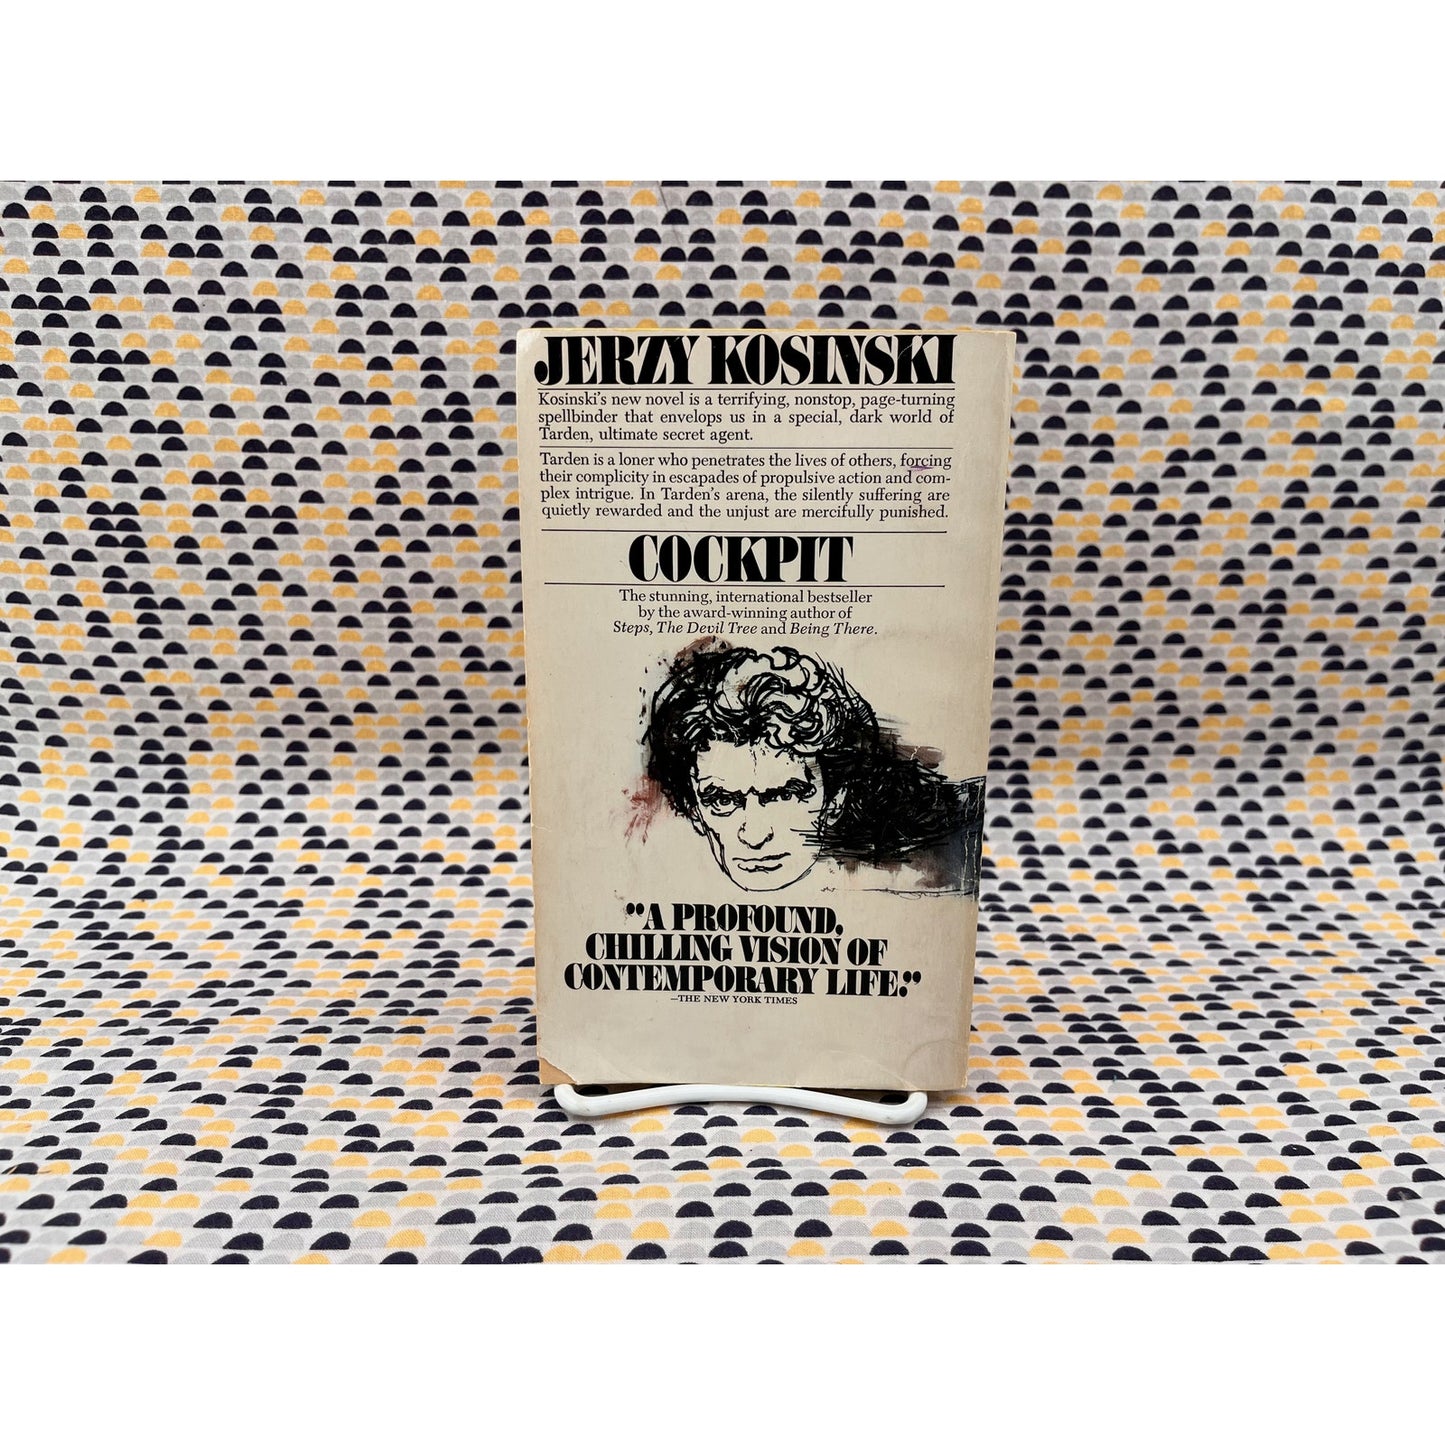 JERZY KOSINSKI
Kosinski's new novel is a terrifying, nonstop, page-turning
spellbinder that envelops us in a special, dark world of
Tarden, ultimate secret agent.
Tarden is a loner who penetrates the lives of others, forcing
their complicity in escapades of propulsive action and com-
plex intrigue. In Tarden's arena, the silently suffering are
quietly rewarded and the unjust are mercifully punished.
COCKPIT
The stunning, international bestseller
by the award-winning author of
Steps, The Devil Tree and Being There.
"A PROFOUND,
CHILLING VISION OF
CONTEMPORARY LIFE."
—THE NEW YORK TIMES